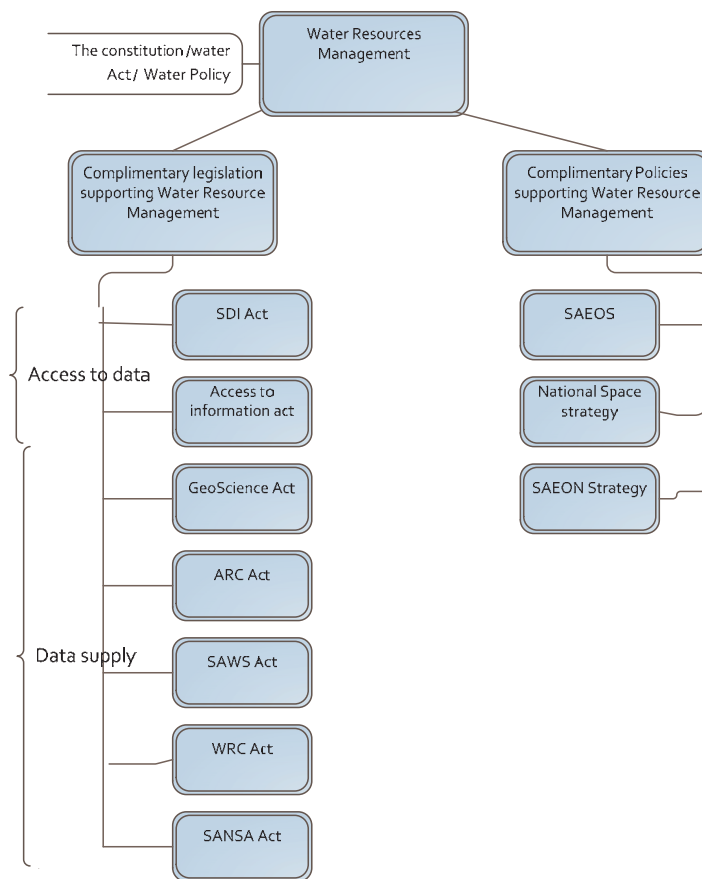 Water Resources
Management
The constitution/water
Act/ Water Policy
Complimentary legislation
supporting Water Resource
Management
Complimentary Policies
supporting Water Resource
Management
SDI Act
SAEOS
Access to data
Access to
information act
National Space
strategy
GeoScience Act
SAEON Strategy
ARC Act
Data supply
SAWS Act
WRC Act
SANSA Act